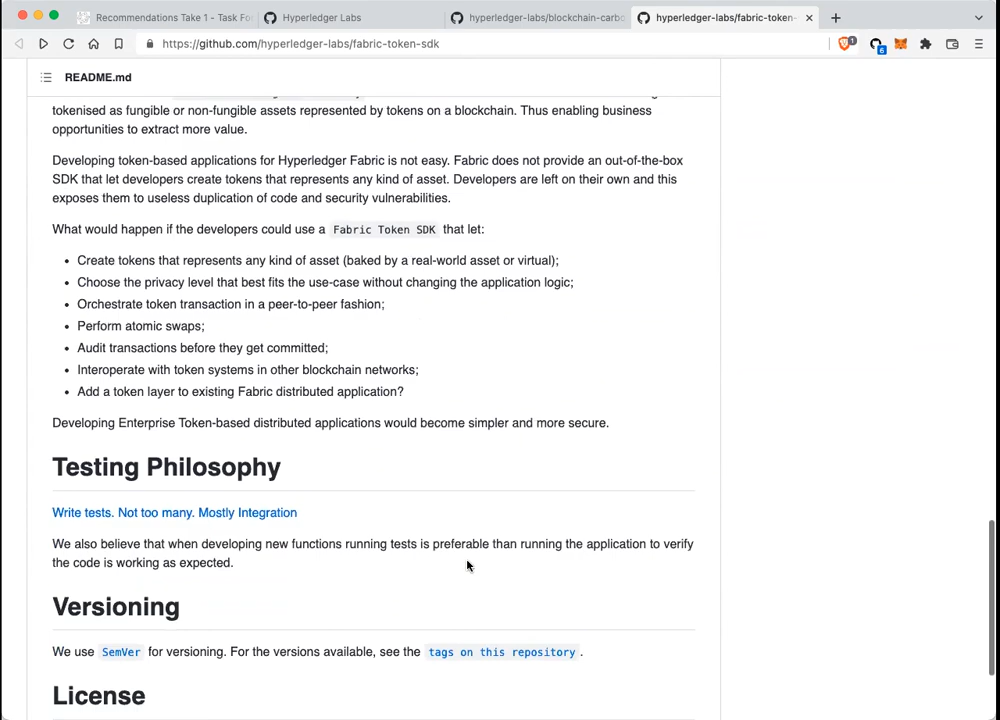 Recommendations Take 1 - Task Fo
Hyperledger Labs
hyperledger-labs/blockchain-carbo
hyperledger-labs/fabric-token-
https://github.com/hyperledger-labs/fabric-token-sdk
1
6
README.md
tokenised as fungible or non-fungible assets represented by tokens on a blockchain. Thus enabling business
opportunities to extract more value.
Developing token-based applications for Hyperledger Fabric is not easy. Fabric does not provide an out-of-the-box
SDK that let developers create tokens that represents any kind of asset. Developers are left on their own and this
exposes them to useless duplication of code and security vulnerabilities.
What would happen if the developers could use a Fabric Token SDK that let:
• Create tokens that represents any kind of asset (baked by a real-world asset or virtual);
• Choose the privacy level that best fits the use-case without changing the application logic;
• Orchestrate token transaction in a peer-to-peer fashion;
• Perform atomic swaps;
• Audit transactions before they get committed;
• Interoperate with token systems in other blockchain networks;
• Add a token layer to existing Fabric distributed application?
Developing Enterprise Token-based distributed applications would become simpler and more secure.
Testing Philosophy
Write tests. Not too many. Mostly Integration
We also believe that when developing new functions running tests is preferable than running the application to verify
the code is working as expected.
Versioning
We use SemVer for versioning. For the versions available, see the tags on this repository.
License